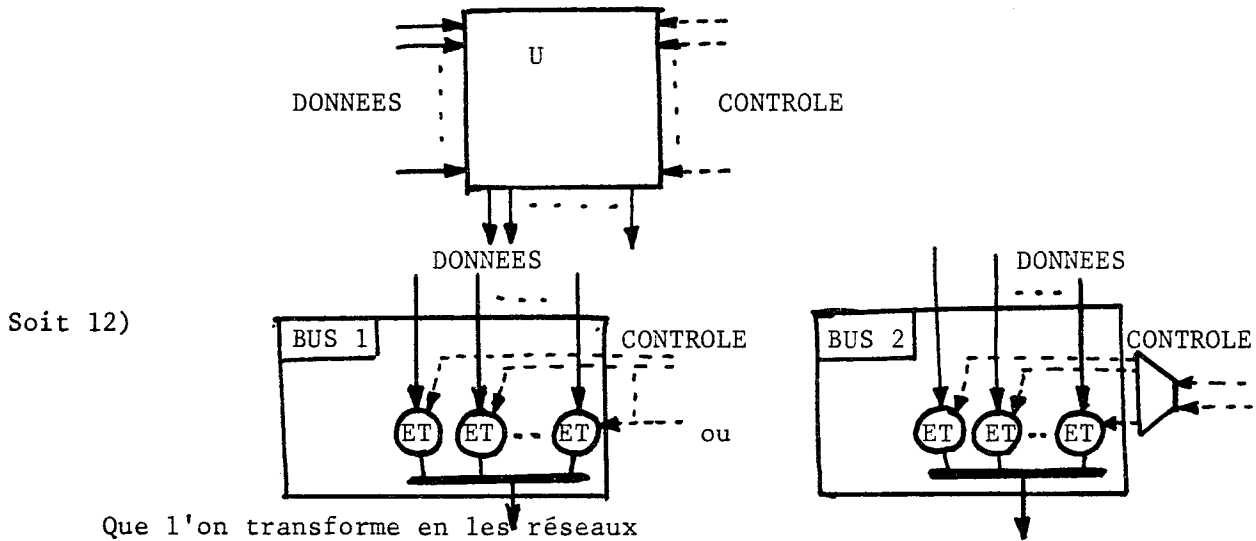 U
DONNEES CONTROLE
DONNEES DONNEES
Soit 12)
BUS 1 CONTROLE BUS 2 CONTROLE
ET ET ET ou ET ET ET
Que l'on transforme en les réseaux